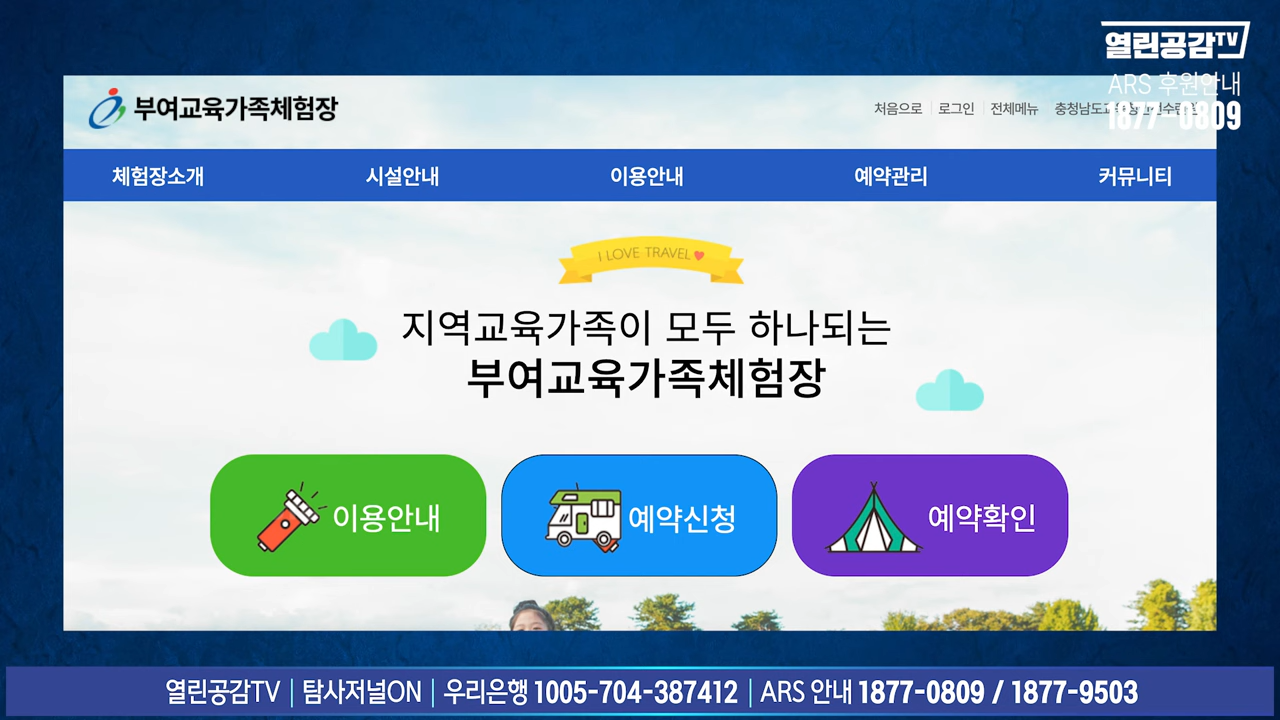 열린공감TV
ARS 후원안내
1877-0809
부여교육가족체험장
처음으로 로그인 전체메뉴
체험장소개 시설안내 이용안내 예약관리 커뮤니티
I LOVE TRAVEL
지역교육가족이 모두 하나되는
부여교육가족체험장
이용안내 예약신청 예약확인
열린공감TV | 탐사저널ON | 우리은행 1005-704-387412 | ARS 안내 1877-0809 / 1877-9503